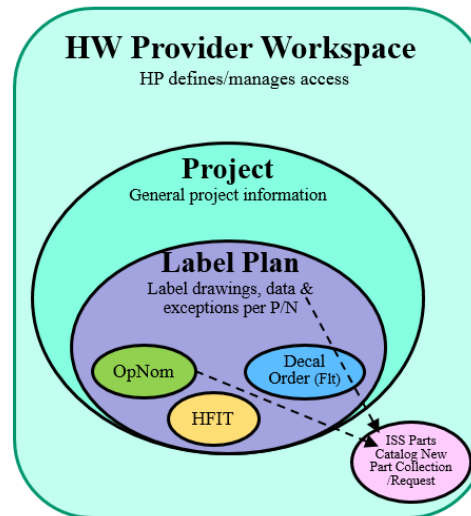 HW Provider Workspace
HP defines/manages access
Project
General project information
Label Plan
Label drawings, data &
exceptions per P/N
OpNom
Decal
Order (Flt)
HFIT
ISS Parts
Catalog New
Part Collection
/Request